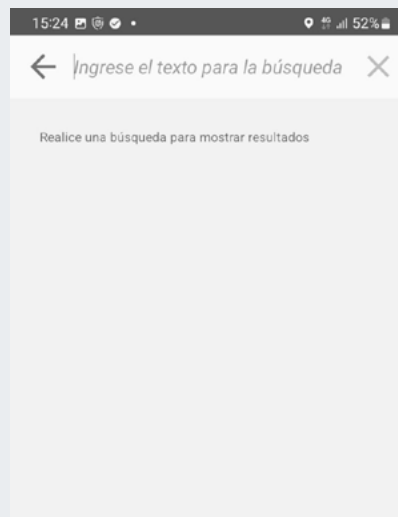 15:24 52%
Ingrese el texto para la búsqueda
Realice una búsqueda para mostrar resultados